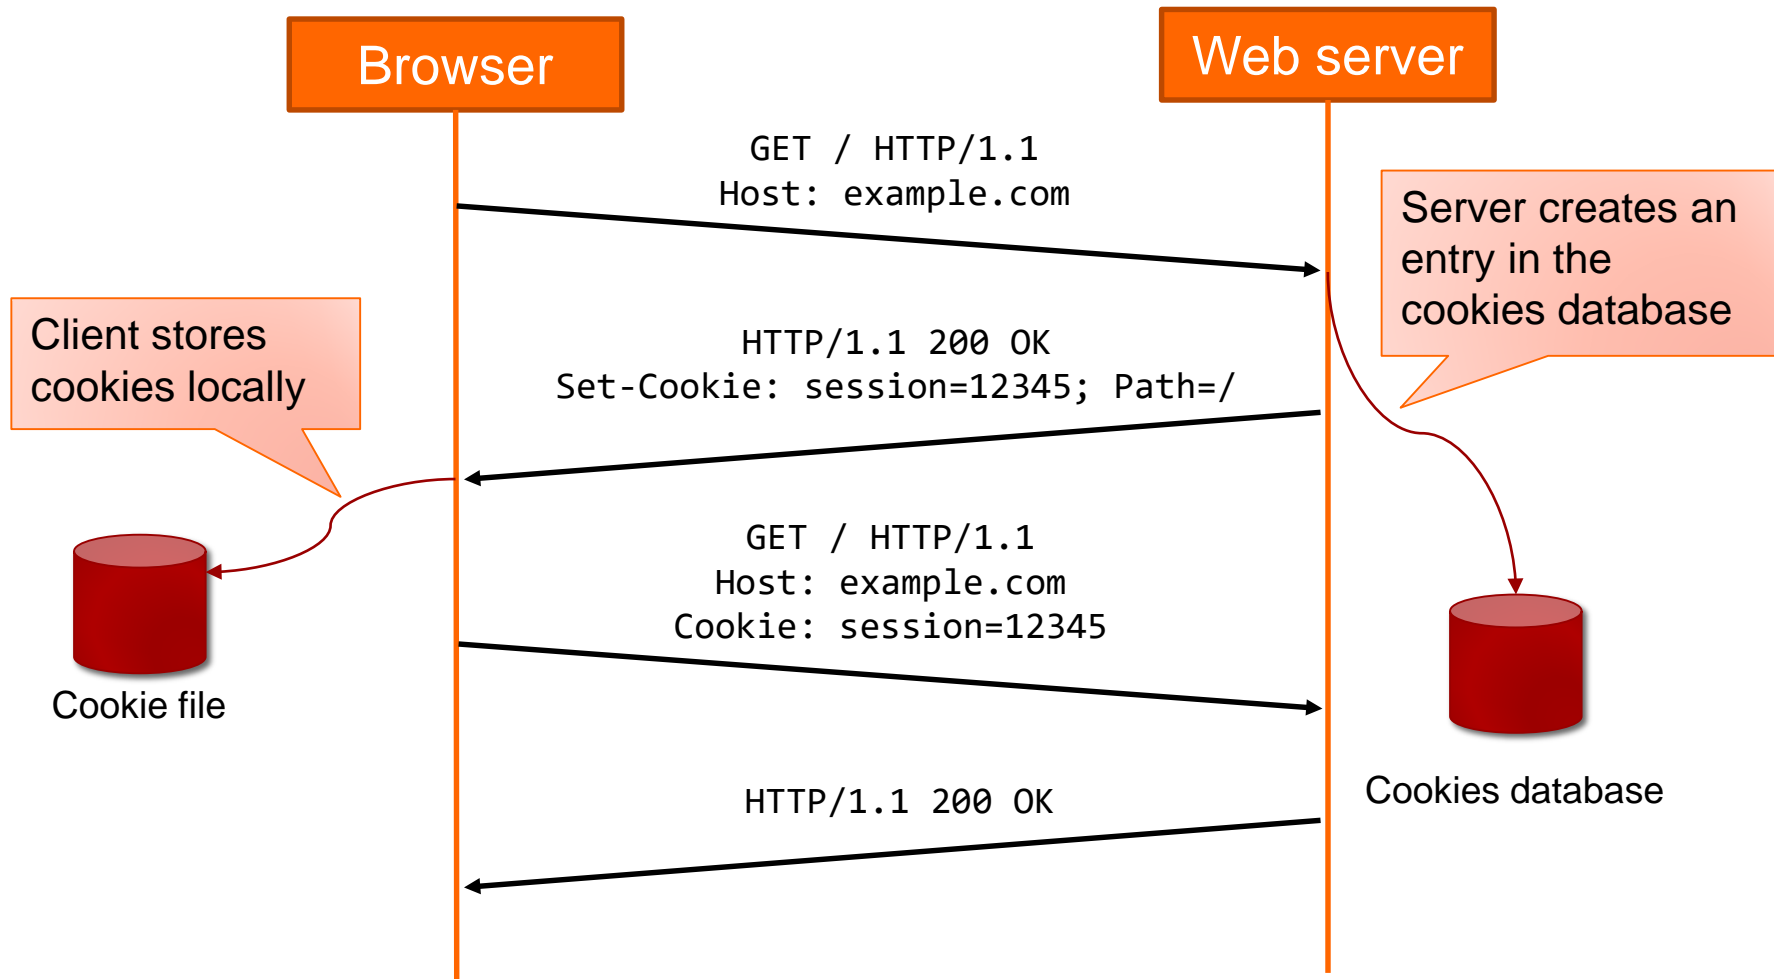 Browser
Web server
GET / HTTP/1.1
Host: example.com
Server creates an
entry in the
cookies database
Client stores
cookies locally
HTTP/1.1 200 OK
Set-Cookie: session=12345; Path=/
GET / HTTP/1.1
Host: example.com
Cookie: session=12345
Cookie file
HTTP/1.1 200 OK
Cookies database